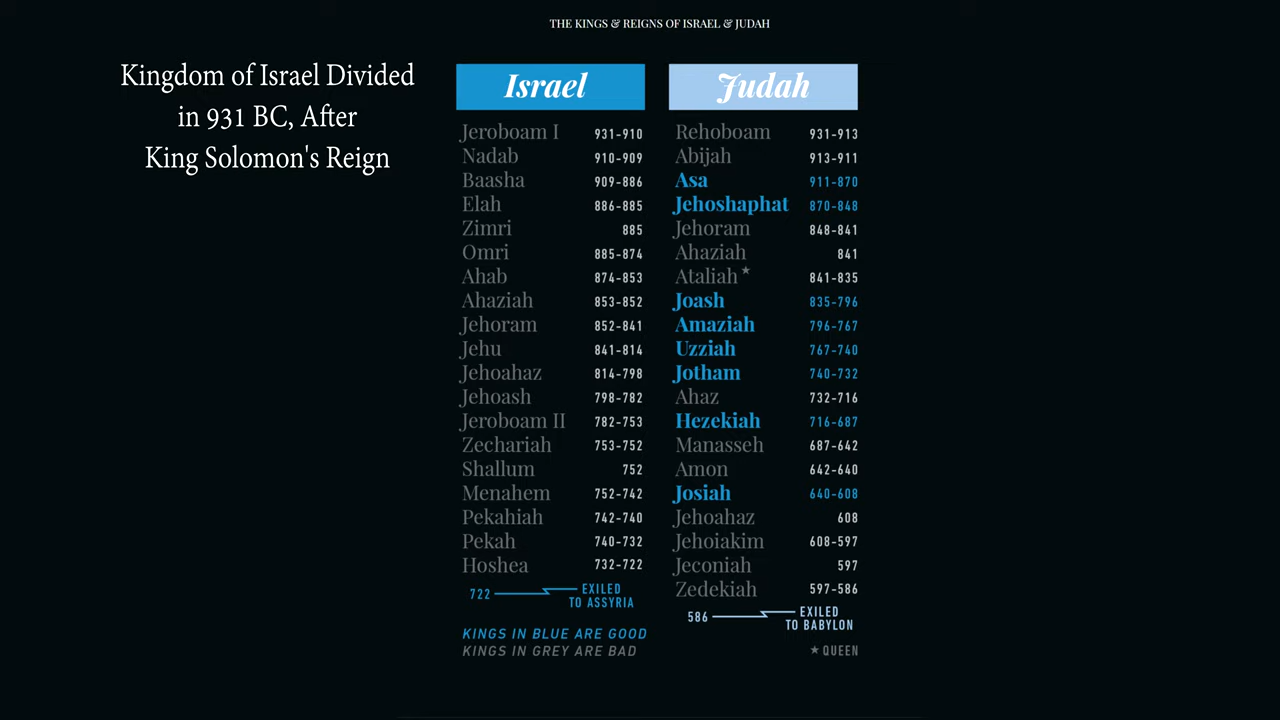 THE KINGS & REIGNS OF ISRAEL & JUDAH
Kingdom of Israel Divided
in 931 BC, After
King Solomon's Reign
Israel
Jeroboam I 931-910
Nadab 910-909
Baasha 909-886
Elah 886-885
Zimri 885
Omri 885-874
Ahab 874-853
Ahaziah 853-852
Jehoram 852-841
Jehu 841-814
Jehoahaz 814-798
Jehoash 798-782
Jeroboam II 782-753
Zechariah 753-752
Shallum 752
Menahem 752-742
Pekahiah 742-740
Pekah 740-732
Hoshea 732-722
722 EXILED
TO ASSYRIA
KINGS IN BLUE ARE GOOD
KINGS IN GREY ARE BAD
Judah
Rehoboam 931-913
Abijah 913-911
Asa 911-870
Jehoshaphat 870-848
Jehoram 848-841
Ahaziah 841
Ataliah★ 841-835
Joash 835-796
Amaziah 796-767
Uzziah 767-740
Jotham 740-732
Ahaz 732-716
Hezekiah 716-687
Manasseh 687-642
Amon 642-640
Josiah 640-608
Jehoahaz 608
Jehoiakim 608-597
Jeconiah 597
Zedekiah 597-586
586 EXILED
TO BABYLON
★QUEEN